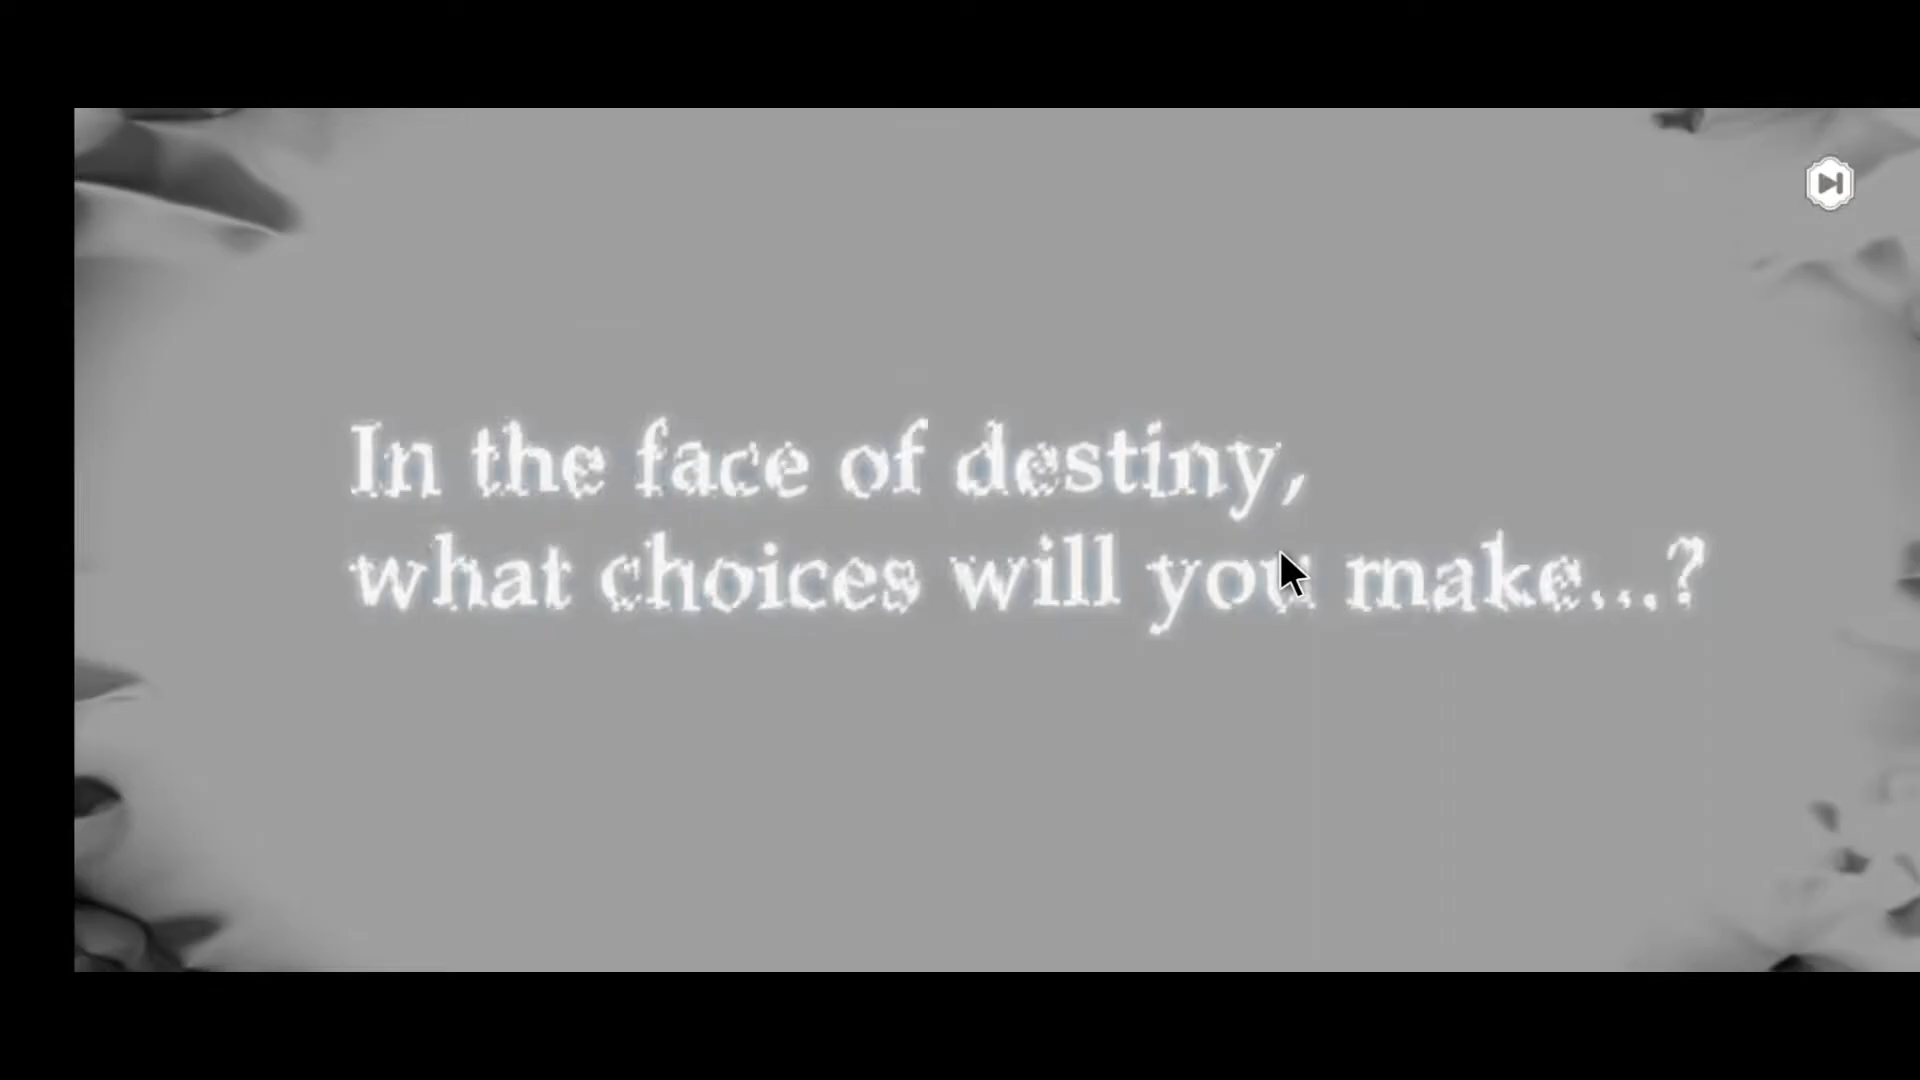 In the face of destiny,
what choices will you make...?